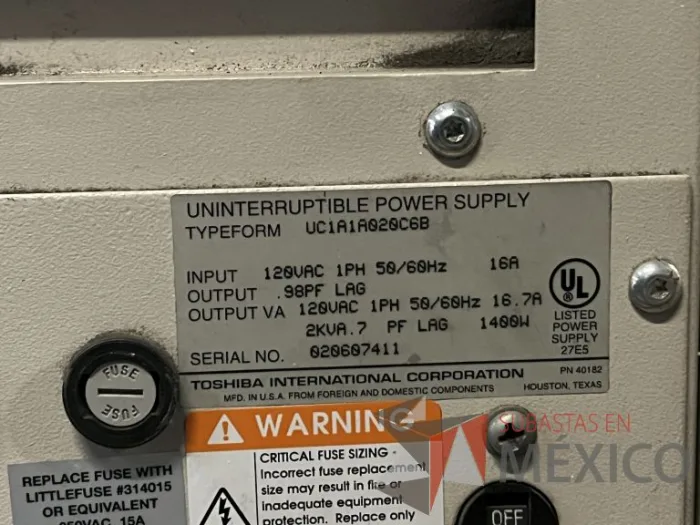 UNINTERRUPTIBLE POWER SUPPLY
TYPEFORM UC1A1A020C6B
INPUT 120VAC 1PH 50/60Hz 16A
OUTPUT .98PF LAG
OUTPUT VA 120VAC 1PH 50/60Hz 16.7A
2KVA.7 PF LAG 1400W
SERIAL NO. 020607411
UL
®
LISTED
POWER
SUPPLY
27E5
PN 40182
TOSHIBA INTERNATIONAL CORPORATION
HOUSTON, TEXAS
MFD. IN U.S.A. FROM FOREIGN AND DOMESTIC COMPONENTS
FUSE
FUSE
WARNING
CRITICAL FUSE SIZING -
Incorrect fuse replacement
size may result in fire or
inadequate equipment
protection. Replace only
REPLACE FUSE WITH
LITTLEFUSE #314015
OR EQUIVALENT
250VAC, 15A
SUBASTAS EN
MÉXICO
OFF